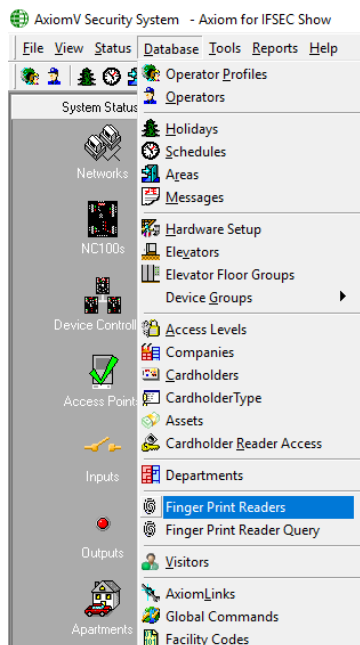 AxiomV Security System - Axiom for IFSEC Show
File View Status Database Tools Reports Help
System Status
Networks
NC100s
Device Controll
Access Point
Inputs
Outputs
Apartments
Operator Profiles
Operators
Holidays
Schedules
Areas
Messages
Hardware Setup
Elevators
Elevator Floor Groups
Device Groups
Access Levels
Companies
Cardholders
CardholderType
Assets
Cardholder Reader Access
Departments
Finger Print Readers
Finger Print Reader Query
Visitors
AxiomLinks
Global Commands
Facility Codes